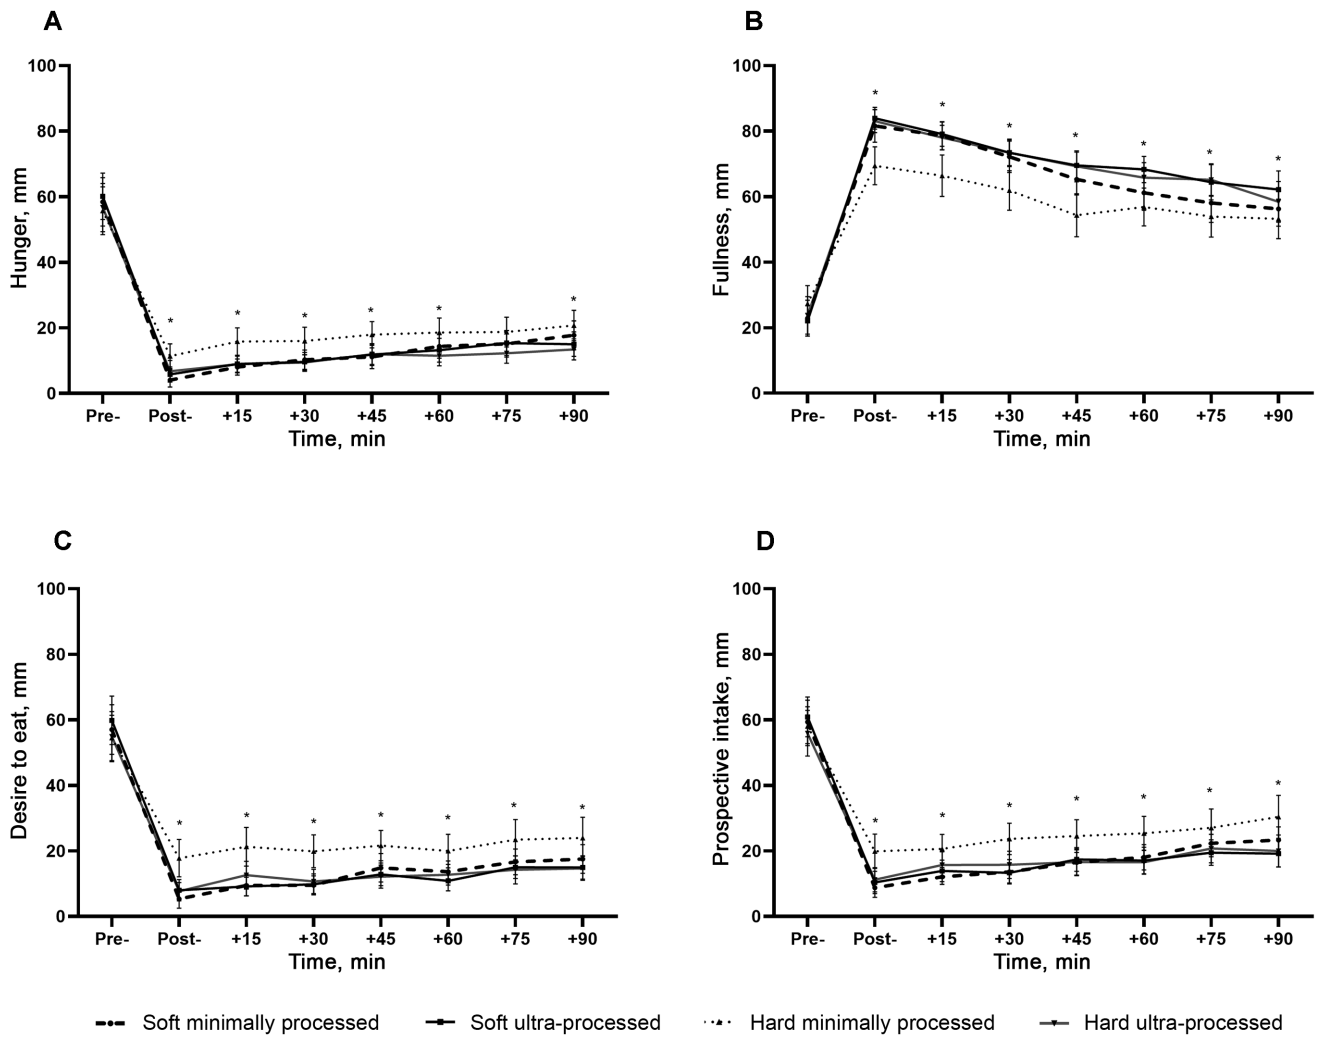 A
Hunger, mm
100
80
60
40
20
0
* * * * * *
Pre- Post- +15 +30 +45 +60 +75 +90
Time, min
B
Fullness, mm
100
80
60
40
20
0
* * * * * * *
Pre- Post- +15 +30 +45 +60 +75 +90
Time, min
C
Desire to eat, mm
100
80
60
40
20
0
* * * * * * *
Pre- Post- +15 +30 +45 +60 +75 +90
Time, min
D
Prospective intake, mm
100
80
60
40
20
0
* * * * * * *
Pre- Post- +15 +30 +45 +60 +75 +90
Time, min
Soft minimally processed Soft ultra-processed Hard minimally processed Hard ultra-processed